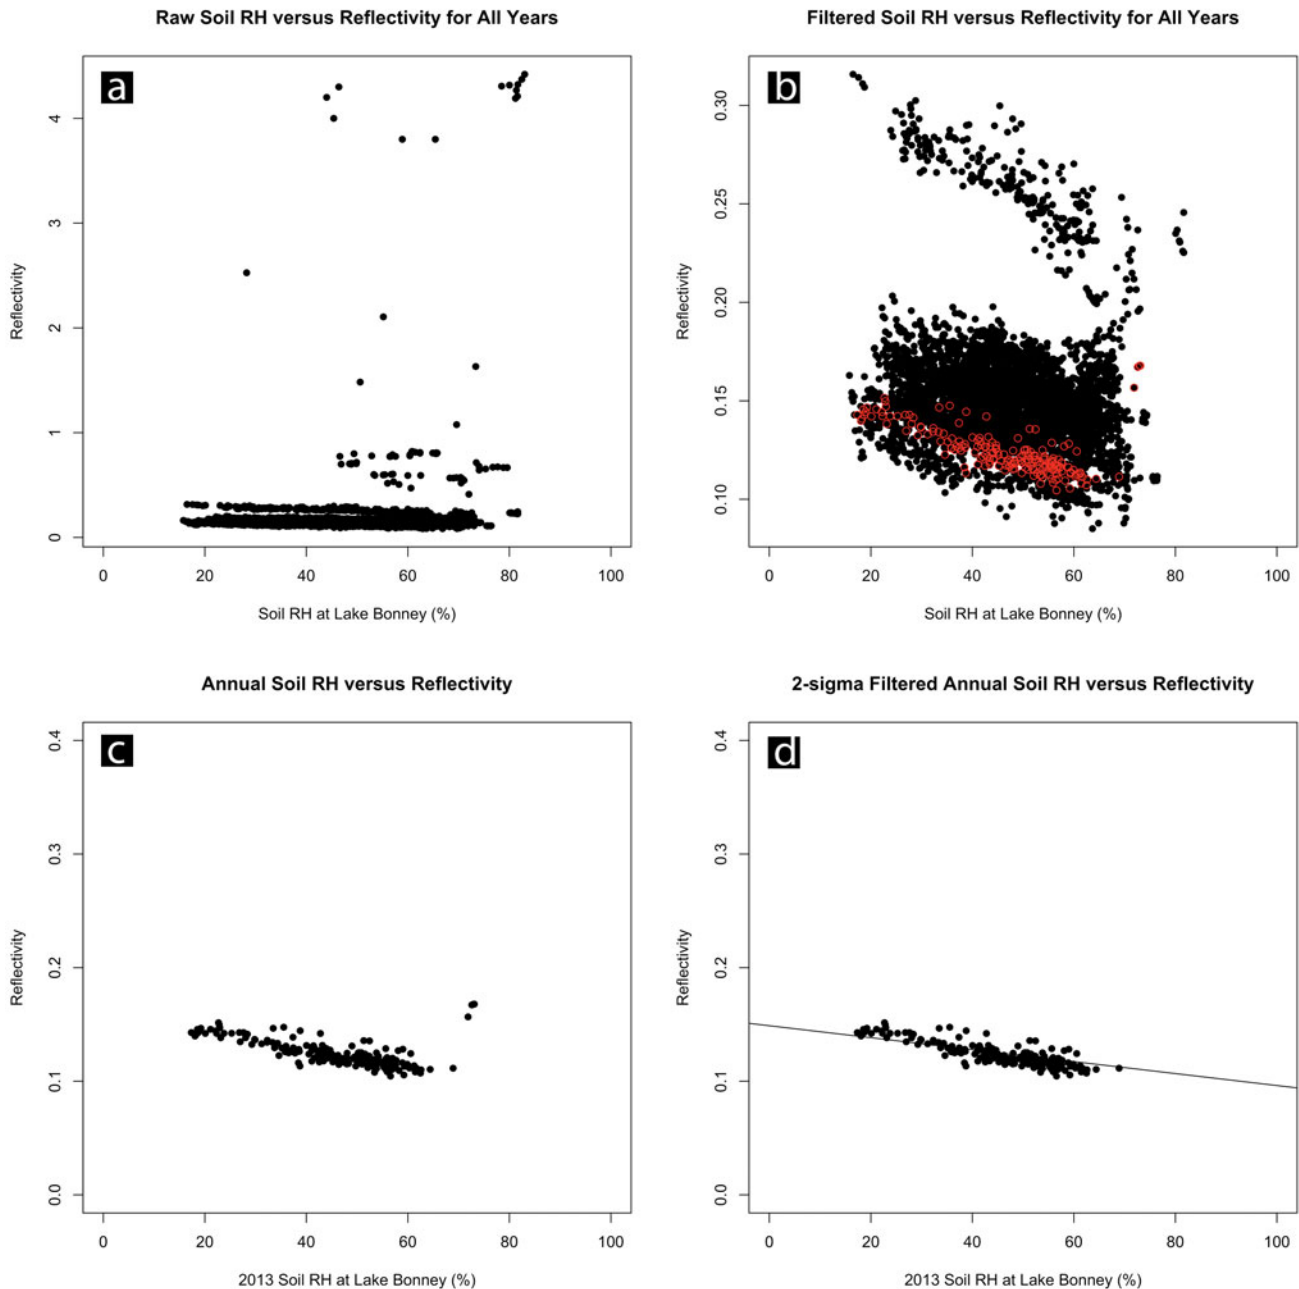 Raw Soil RH versus Reflectivity for All Years
a
Reflectivity
4
3
2
1
0
0 20 40 60 80 100
Soil RH at Lake Bonney (%)
Filtered Soil RH versus Reflectivity for All Years
b
Reflectivity
0.30
0.25
0.20
0.15
0.10
0 20 40 60 80 100
Soil RH at Lake Bonney (%)
Annual Soil RH versus Reflectivity
c
Reflectivity
0.4
0.3
0.2
0.1
0.0
0 20 40 60 80 100
2013 Soil RH at Lake Bonney (%)
2-sigma Filtered Annual Soil RH versus Reflectivity
d
Reflectivity
0.4
0.3
0.2
0.1
0.0
0 20 40 60 80 100
2013 Soil RH at Lake Bonney (%)